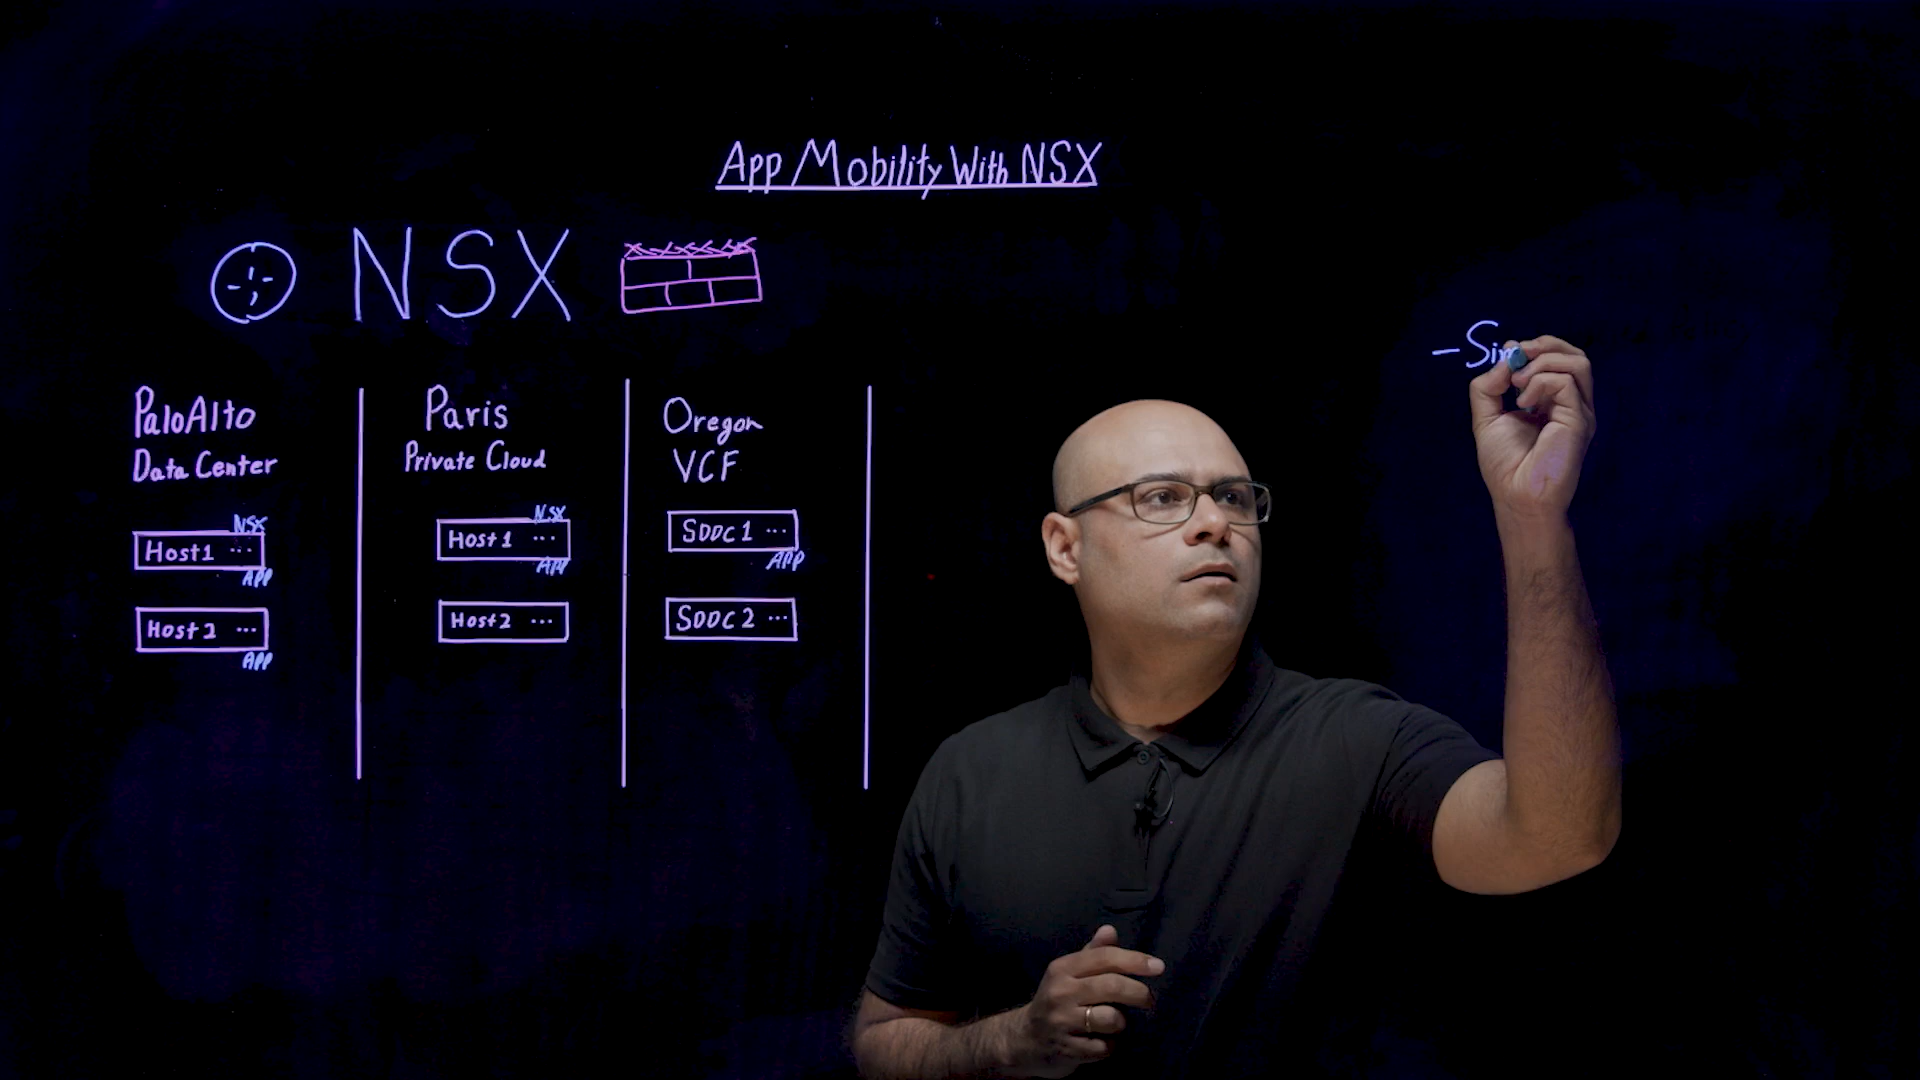 App Mobility With NSX
NSX
PaloAlto
Data Center
NSX
Host1 ...
APP
Host2 ...
APP
Paris
Private Cloud
NSX
Host1 ...
APP
Host2 ...
Oregon
VCF
SDDC1 ...
APP
SDDC2 ...
- Sim